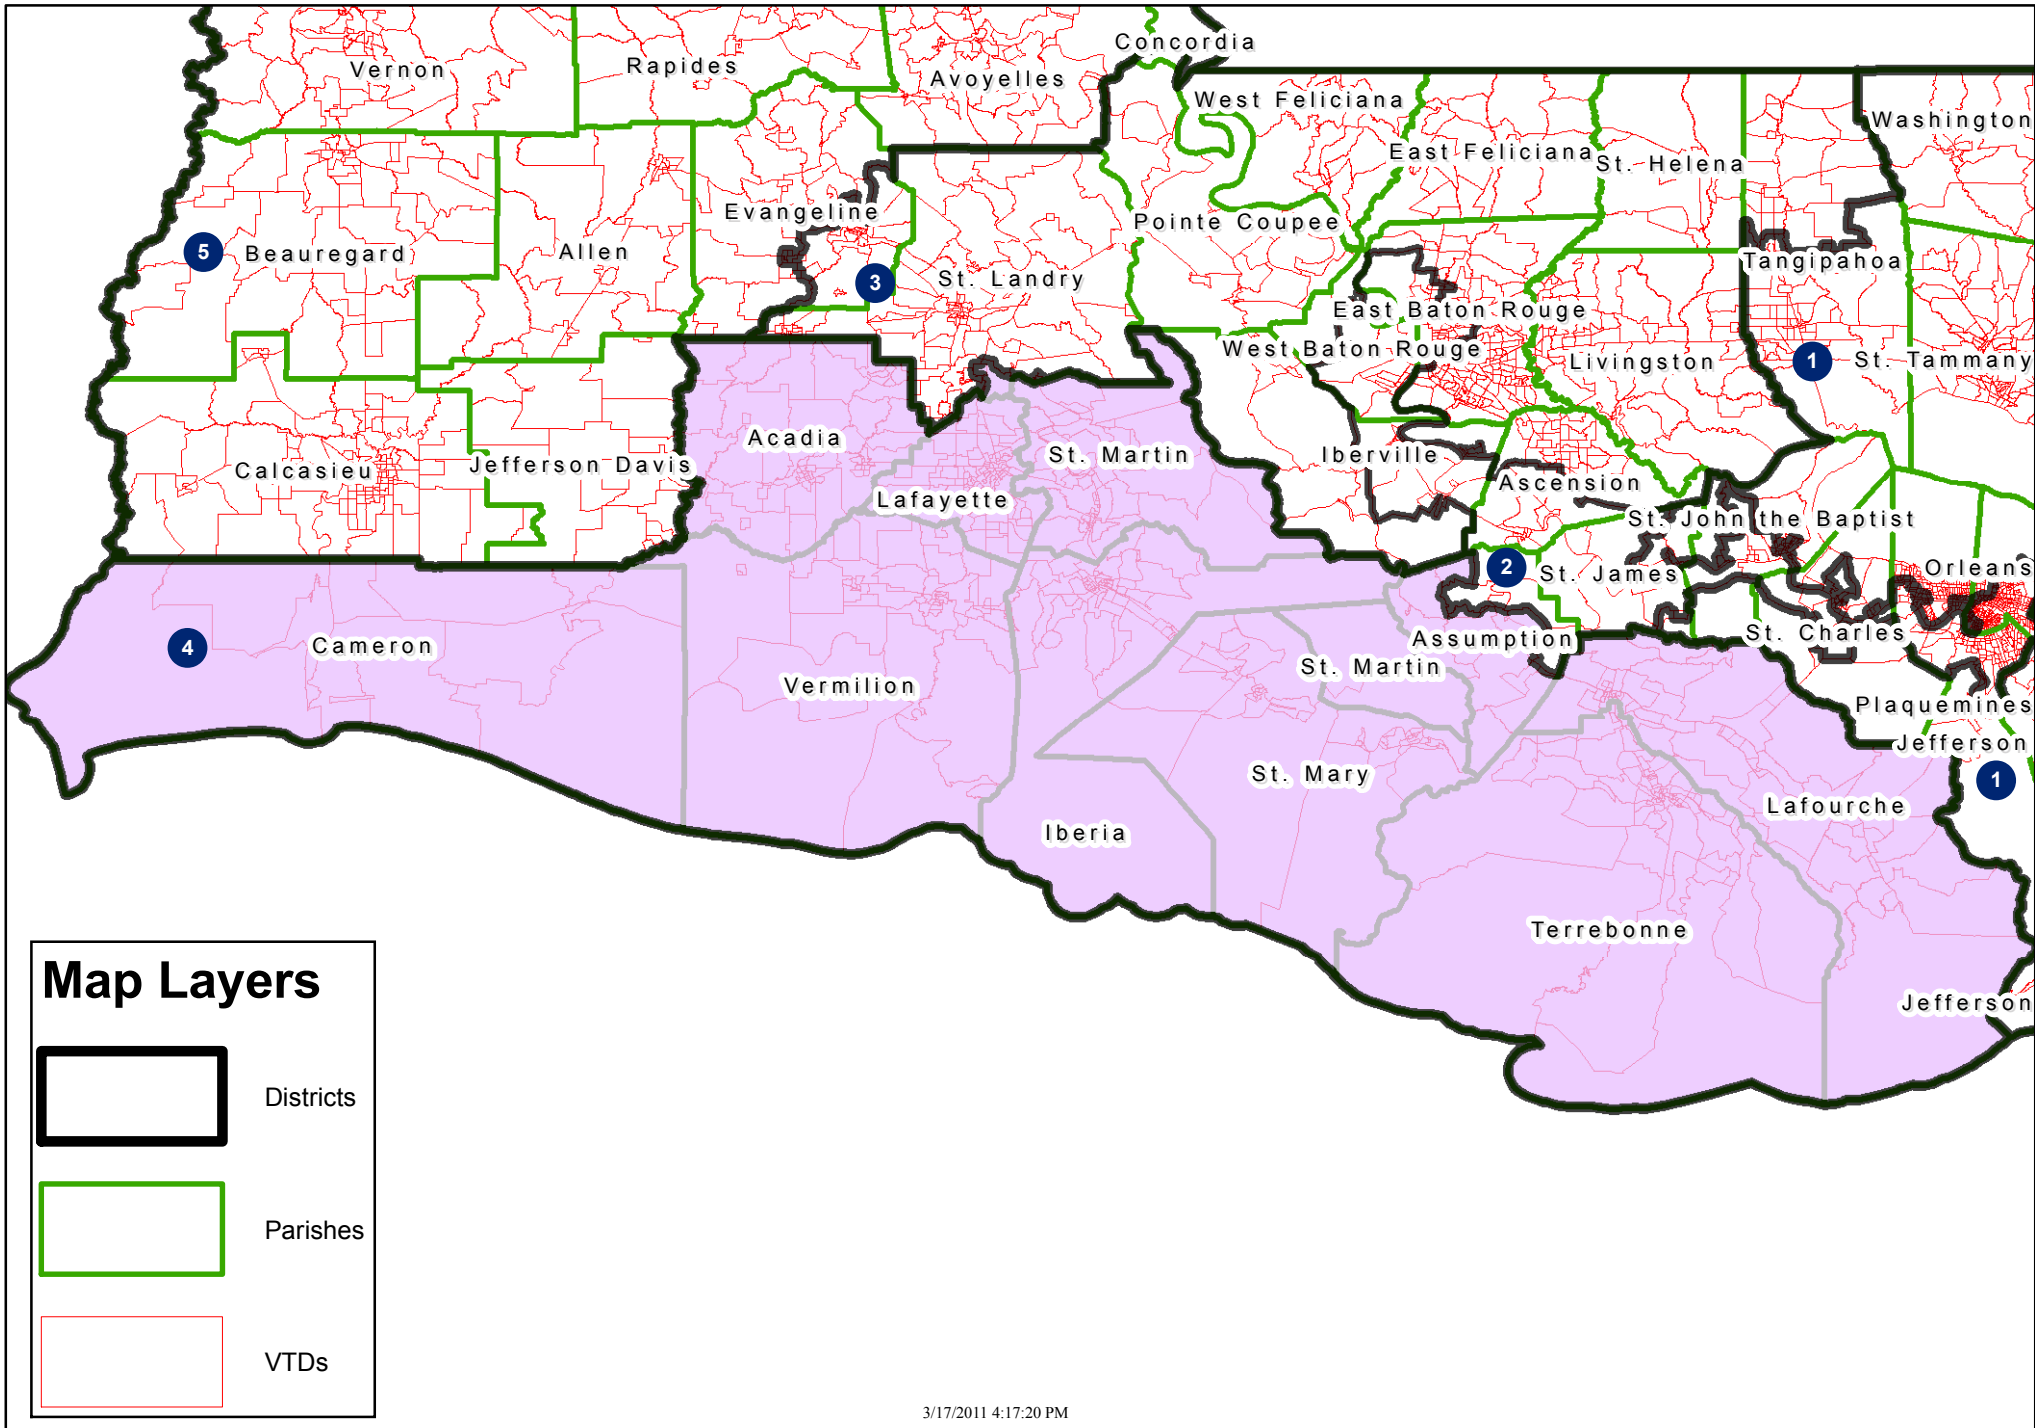 Concordia
Vernon
Rapides
Avoyelles
West Feliciana
Washington
East Feliciana
St. Helena
Evangeline
Pointe Coupee
5
Beauregard
Allen
Tangipahoa
3
St. Landry
East Baton Rouge
West Baton Rouge
Livingston
1
St. Tammany
Acadia
St. Martin
Iberville
Calcasieu
Jefferson Davis
Ascension
Lafayette
St. John the Baptist
2
St. James
Orleans
4
Cameron
Assumption
St. Charles
St. Martin
Vermilion
Plaquemines
Jefferson
St. Mary
1
Lafourche
Iberia
Terrebonne
Jefferson
Map Layers
Districts
Parishes
VTDs
3/17/2011 4:17:20 PM